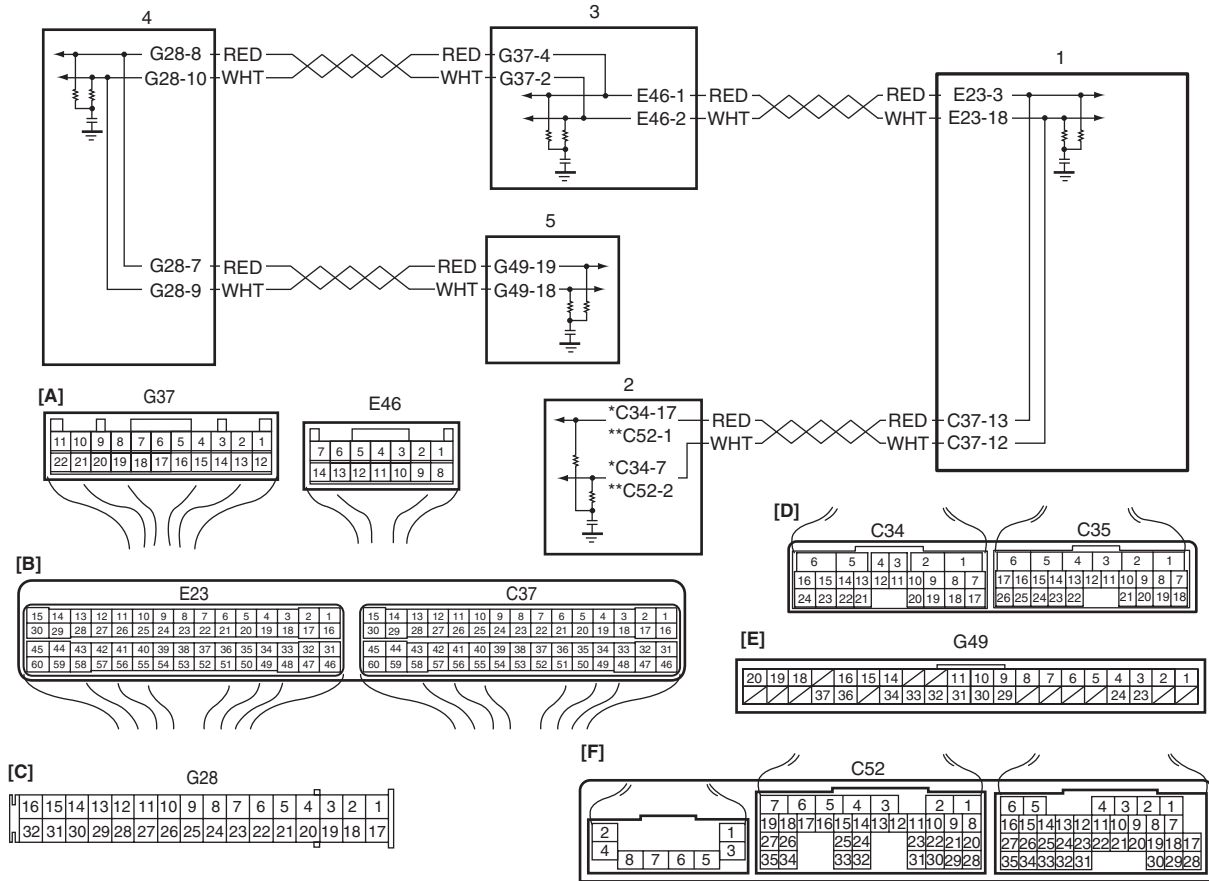 4
G28-8 RED
G28-10 WHT
G28-7 RED
G28-9 WHT
3
RED G37-4
WHT G37-2
E46-1 RED
E46-2 WHT
1
RED E23-3
WHT E23-18
RED C37-13
WHT C37-12
5
RED G49-19
WHT G49-18
2
*C34-17 RED
**C52-1 WHT
*C34-7
**C52-2
[A]
G37
11 10 9 8 7 6 5 4 3 2 1
22 21 20 19 18 17 16 15 14 13 12
E46
7 6 5 4 3 2 1
14 13 12 11 10 9 8
[B]
E23
15 14 13 12 11 10 9 8 7 6 5 4 3 2 1
30 29 28 27 26 25 24 23 22 21 20 19 18 17 16
45 44 43 42 41 40 39 38 37 36 35 34 33 32 31
60 59 58 57 56 55 54 53 52 51 50 49 48 47 46
C37
15 14 13 12 11 10 9 8 7 6 5 4 3 2 1
30 29 28 27 26 25 24 23 22 21 20 19 18 17 16
45 44 43 42 41 40 39 38 37 36 35 34 33 32 31
60 59 58 57 56 55 54 53 52 51 50 49 48 47 46
[C]
G28
16 15 14 13 12 11 10 9 8 7 6 5 4 3 2 1
32 31 30 29 28 27 26 25 24 23 22 21 20 19 18 17
[D]
C34
6 5 4 3 2 1
16 15 14 13 12 11 10 9 8 7
24 23 22 21 20 19 18 17
C35
6 5 4 3 2 1
17 16 15 14 13 12 11 10 9 8 7
26 25 24 23 22 21 20 19 18
[E]
G49
20 19 18 16 15 14 11 10 9 8 7 6 5 4 3 2 1
37 36 34 33 32 31 30 29 24 23
[F]
2 1
4 3
8 7 6 5
C52
7 6 5 4 3 2 1
19 18 17 16 15 14 13 12 11 10 9 8
27 26 25 24 23 22 21 20
35 34 33 32 31 30 29 28
6 5 4 3 2 1
16 15 14 13 12 11 10 9 8 7
27 26 25 24 23 22 21 20 19 18 17
35 34 33 32 31 30 29 28